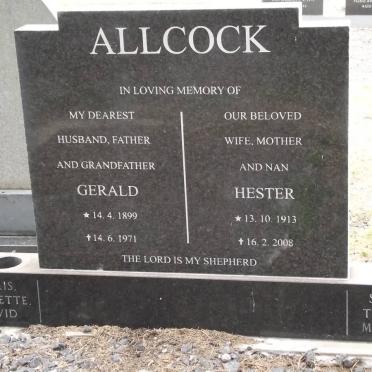 ALLCOCK
IN LOVING MEMORY OF
MY DEAREST
HUSBAND, FATHER
AND GRANDFATHER
GERALD
★ 14. 4. 1899
✝ 14. 6. 1971
OUR BELOVED
WIFE, MOTHER
AND NAN
HESTER
★ 13. 10. 1913
✝ 16. 2. 2008
THE LORD IS MY SHEPHERD